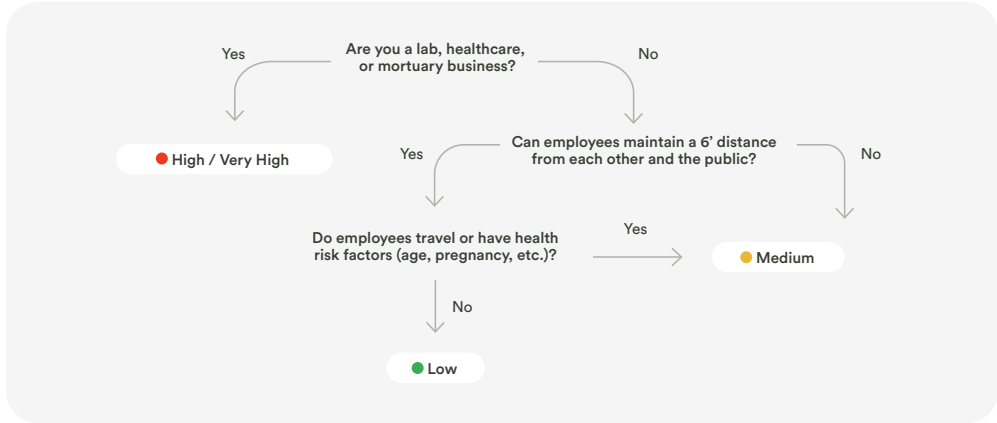 Yes
Are you a lab, healthcare,
or mortuary business?
No
High / Very High
Yes
Can employees maintain a 6’ distance
from each other and the public?
No
Do employees travel or have health
risk factors (age, pregnancy, etc.)?
Yes
Medium
No
Low